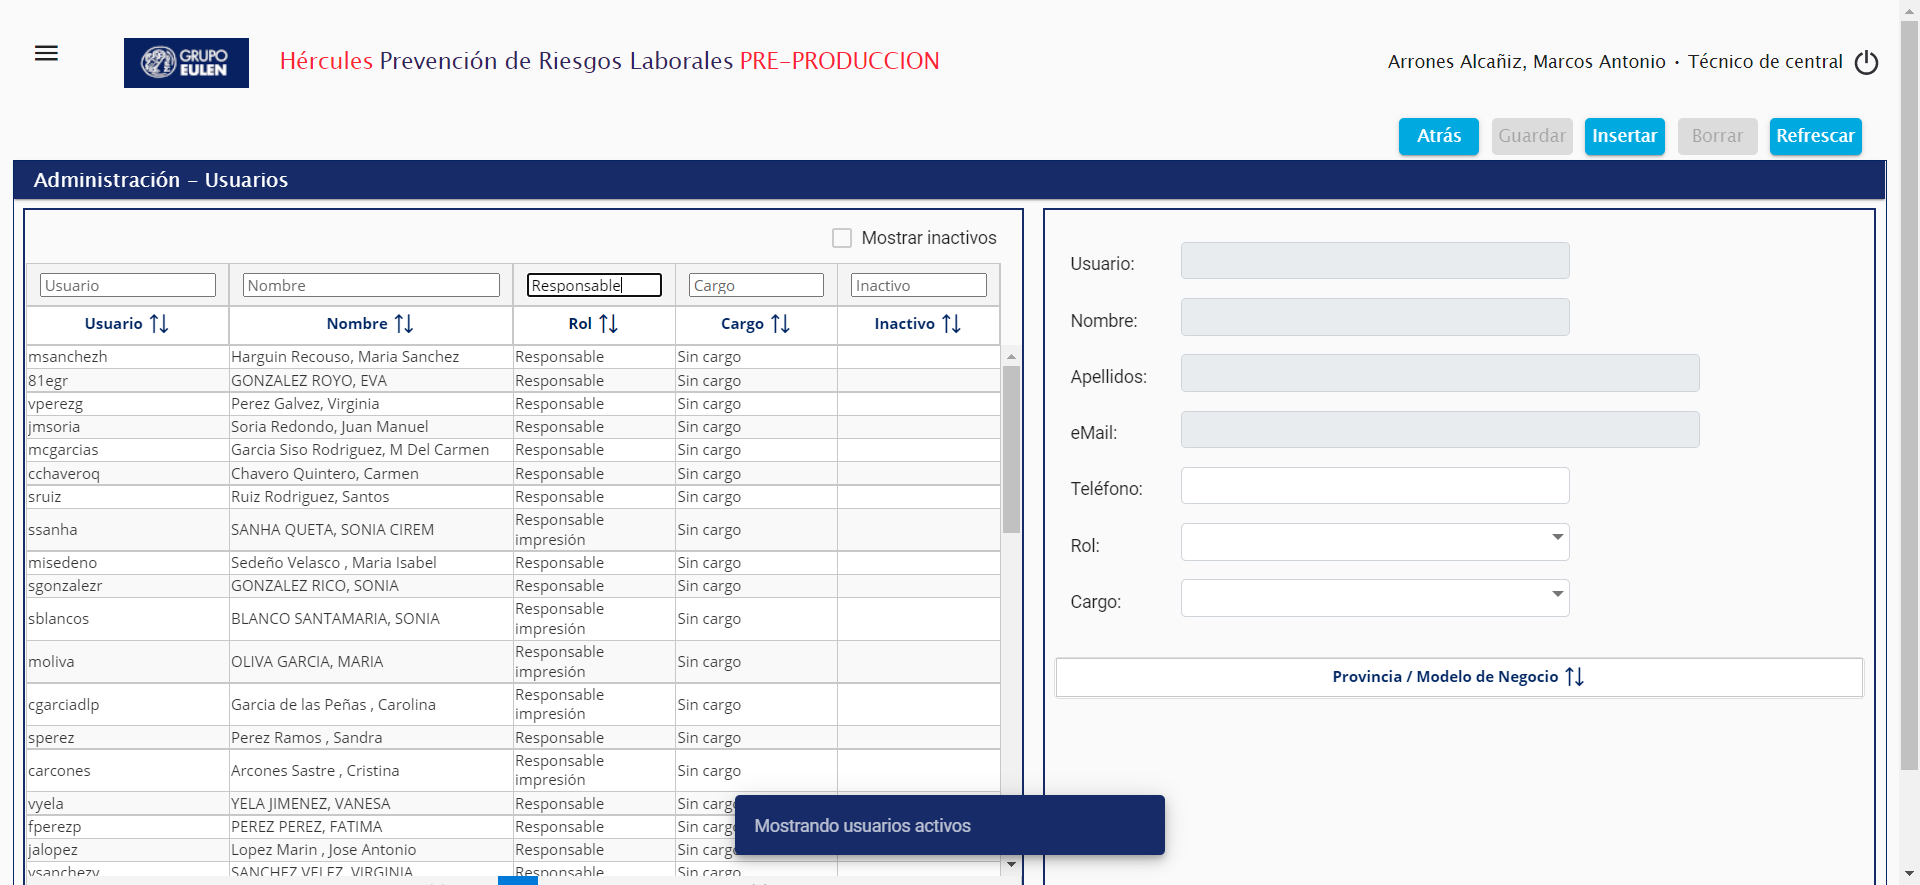 GRUPO
EULEN
Hércules Prevención de Riesgos Laborales PRE-PRODUCCION
Arrones Alcañiz, Marcos Antonio · Técnico de central
Atrás Guardar Insertar Borrar Refrescar
Administración - Usuarios
Mostrar inactivos
Usuario Nombre Responsable Cargo Inactivo
Usuario Nombre Rol Cargo Inactivo
msanchezh Harguin Recouso, Maria Sanchez Responsable Sin cargo
81egr GONZALEZ ROYO, EVA Responsable Sin cargo
vperezg Perez Galvez, Virginia Responsable Sin cargo
jmsoria Soria Redondo, Juan Manuel Responsable Sin cargo
mcgarcias Garcia Siso Rodriguez, M Del Carmen Responsable Sin cargo
cchaveroq Chavero Quintero, Carmen Responsable Sin cargo
sruiz Ruiz Rodriguez, Santos Responsable Sin cargo
ssanha SANHA QUETA, SONIA CIREM Responsable impresión Sin cargo
misedeno Sedeño Velasco , Maria Isabel Responsable Sin cargo
sgonzalezr GONZALEZ RICO, SONIA Responsable Sin cargo
sblancos BLANCO SANTAMARIA, SONIA Responsable impresión Sin cargo
moliva OLIVA GARCIA, MARIA Responsable impresión Sin cargo
cgarciadlp Garcia de las Peñas , Carolina Responsable impresión Sin cargo
sperez Perez Ramos , Sandra Responsable Sin cargo
carcones Arcones Sastre , Cristina Responsable impresión Sin cargo
vyela YELA JIMENEZ, VANESA Responsable Sin carg
fperezp PEREZ PEREZ, FATIMA Responsable Sin carg
jalopez Lopez Marin , Jose Antonio Responsable Sin carg
vsanchezv SANCHEZ VELEZ, VIRGINIA Responsable Sin cargo
Mostrando usuarios activos
Usuario:
Nombre:
Apellidos:
eMail:
Teléfono:
Rol:
Cargo:
Provincia / Modelo de Negocio